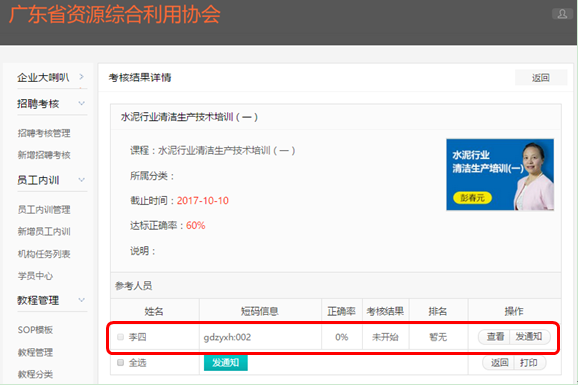 广东省资源综合利用协会
企业大喇叭
招聘考核
招聘考核管理
新增招聘考核
员工内训
员工内训管理
新增员工内训
机构任务列表
学员中心
教程管理
SOP模板
教程管理
教程分类
考核结果详情 返回
水泥行业清洁生产技术培训（一）
课程：水泥行业清洁生产技术培训（一）
所属分类：
截止时间：2017-10-10
达标正确率：60%
说明：
水泥行业
清洁生产培训(一)
彭春元
参考人员
姓名 短码信息 正确率 考核结果 排名 操作
李四 gdzyxh:002 0% 未开始 暂无 查看 发通知
全选 发通知 返回 打印